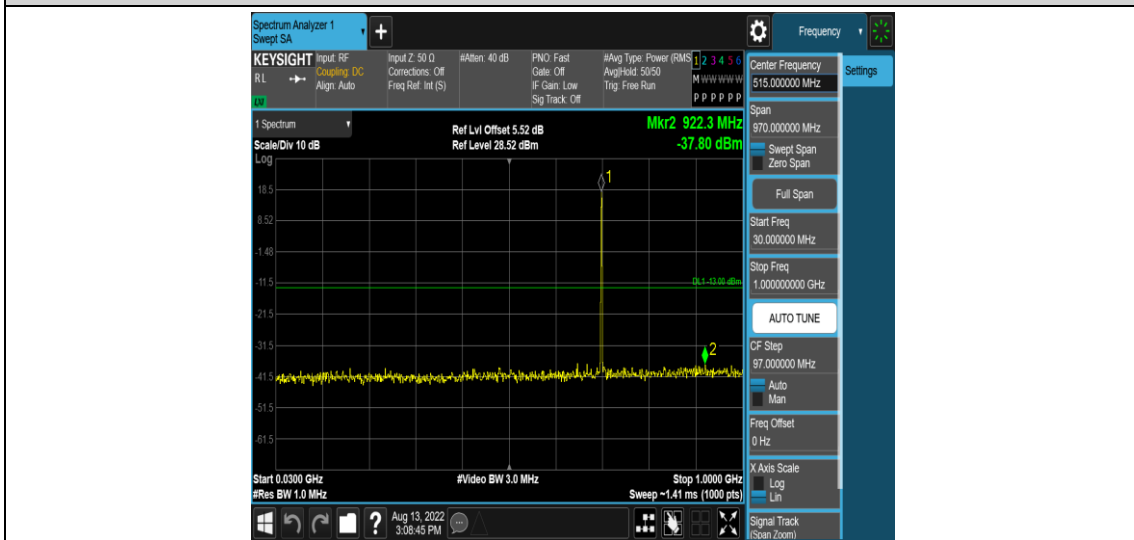 Spectrum Analyzer 1
Swept SA
+
Frequency
KEYSIGHT
RL
LXI
Input: RF
Coupling: DC
Align: Auto
Input Z: 50 Ω
Corrections: Off
Freq Ref: Int (S)
#Atten: 40 dB
PNO: Fast
Gate: Off
IF Gain: Low
Sig Track: Off
#Avg Type: Power (RMS
Avg|Hold: 50/50
Trig: Free Run
1 2 3 4 5 6
M W W W W W
P P P P P P
Center Frequency
515.000000 MHz
Settings
1 Spectrum
Scale/Div 10 dB
Ref Lvl Offset 5.52 dB
Ref Level 28.52 dBm
Mkr2 922.3 MHz
-37.80 dBm
Log
18.5
8.52
-1.48
-11.5
-21.5
-31.5
-41.5
-51.5
-61.5
1
DL1 -13.00 dBm
2
Start 0.0300 GHz
#Res BW 1.0 MHz
#Video BW 3.0 MHz
Stop 1.0000 GHz
Sweep ~1.41 ms (1000 pts)
Span
970.000000 MHz
Swept Span
Zero Span
Full Span
Start Freq
30.000000 MHz
Stop Freq
1.000000000 GHz
AUTO TUNE
CF Step
97.000000 MHz
Auto
Man
Freq Offset
0 Hz
X Axis Scale
Log
Lin
Signal Track
(Span Zoom)
?
Aug 13, 2022
3:08:45 PM